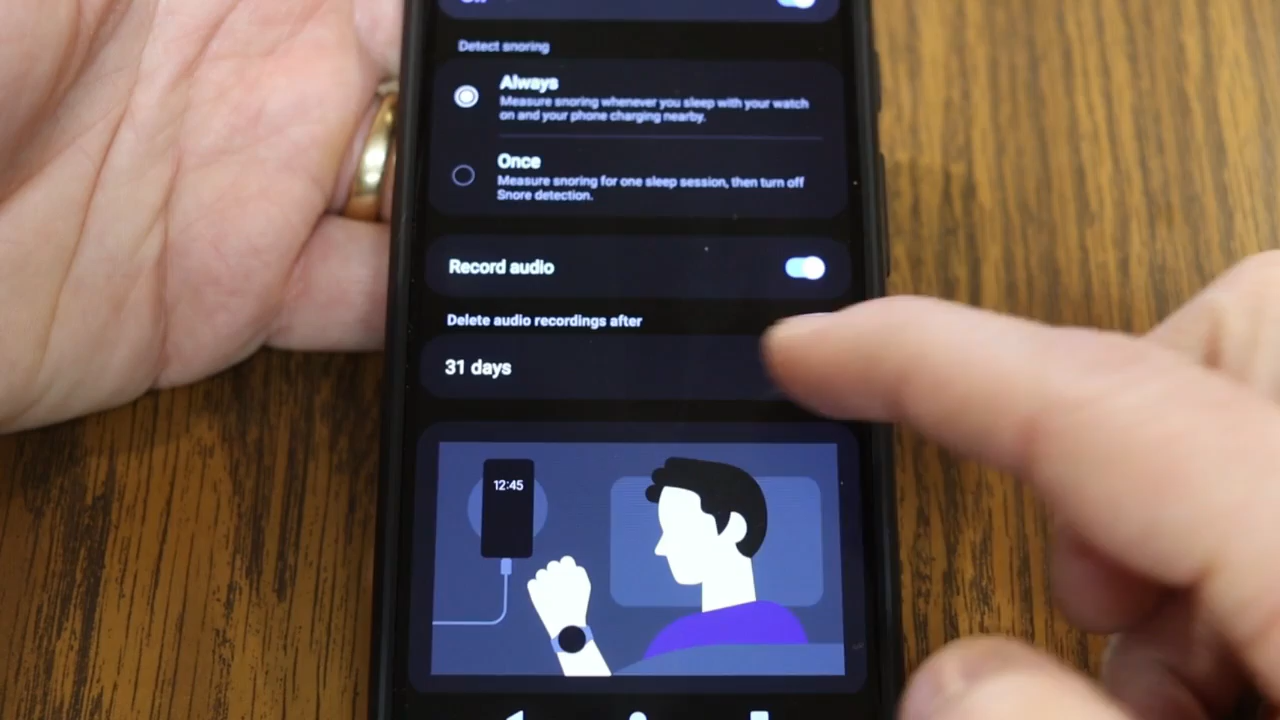 Detect snoring
Always
Measure snoring whenever you sleep with your watch
on and your phone charging nearby.
Once
Measure snoring for one sleep session, then turn off
Snore detection.
Record audio
Delete audio recordings after
31 days
12:45